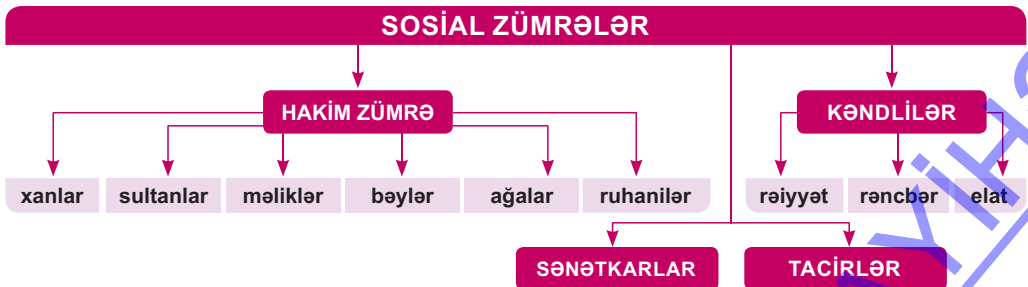 SOSİAL ZÜMRƏLƏR
HAKİM ZÜMRƏ KƏNDLİLƏR
xanlar sultanlar məliklər bəylər ağalar ruhanilər rəiyyət rəncbər elat
SƏNƏTKARLAR TACİRLƏR